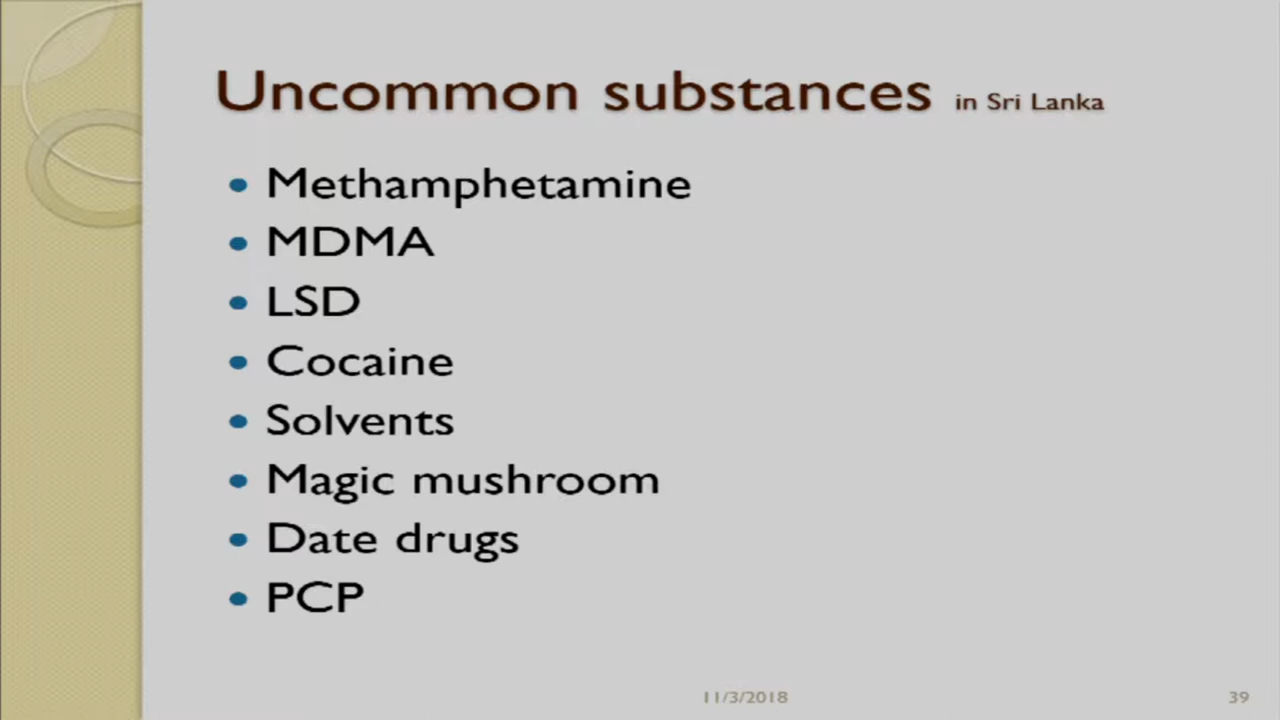 Uncommon substances in Sri Lanka
• Methamphetamine
• MDMA
• LSD
• Cocaine
• Solvents
• Magic mushroom
• Date drugs
• PCP
11/3/2018 39